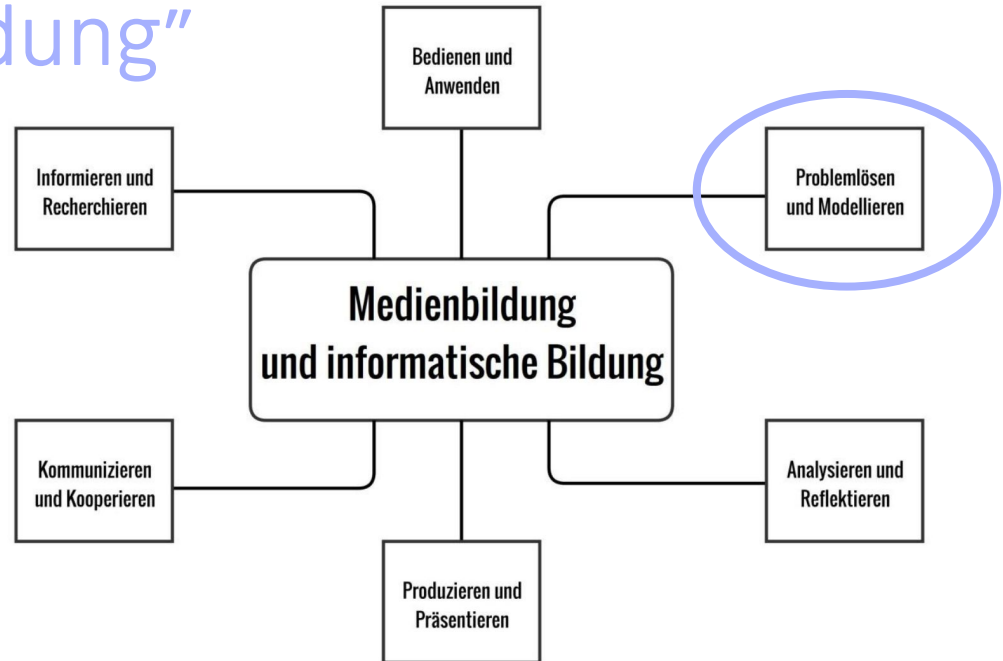 dung"
Bedienen und
Anwenden
Informieren und
Recherchieren
Problemlösen
und Modellieren
Medienbildung
und informatische Bildung
Kommunizieren
und Kooperieren
Analysieren und
Reflektieren
Produzieren und
Präsentieren